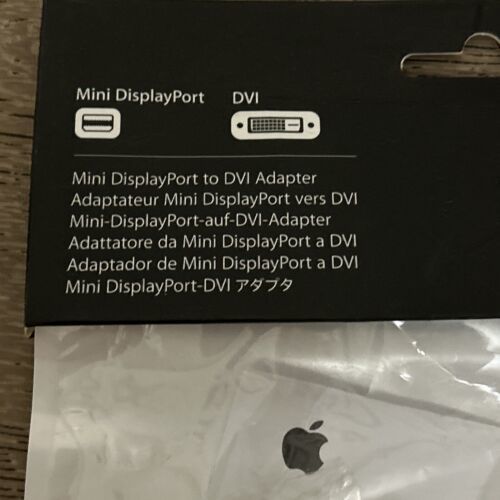 Mini DisplayPort DVI
Mini DisplayPort to DVI Adapter
Adaptateur Mini DisplayPort vers DVI
Mini-DisplayPort-auf-DVI-Adapter
Adattatore da Mini DisplayPort a DVI
Adaptador de Mini DisplayPort a DVI
Mini DisplayPort-DVI アダプタ